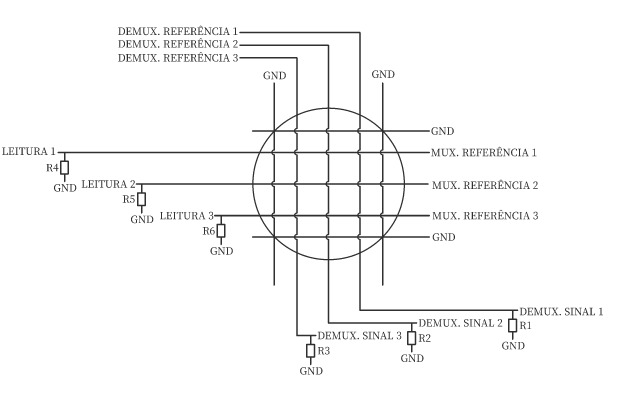 DEMUX. REFERÊNCIA 1
DEMUX. REFERÊNCIA 2
DEMUX. REFERÊNCIA 3
GND
GND
GND
LEITURA 1
MUX. REFERÊNCIA 1
R4
GND
LEITURA 2
MUX. REFERÊNCIA 2
R5
GND
LEITURA 3
MUX. REFERÊNCIA 3
R6
GND
GND
DEMUX. SINAL 1
DEMUX. SINAL 2
R1
DEMUX. SINAL 3
R2
GND
R3
GND
GND